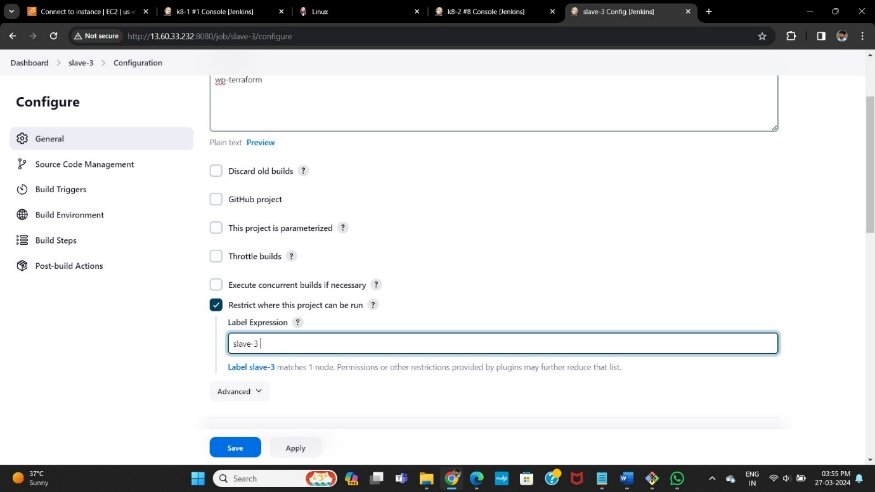 Connect to instance | EC2 | us-
k8-1 #1 Console [Jenkins]
Linux
k8-2 #8 Console [Jenkins]
slave-3 Config [Jenkins]
Not secure
http://13.60.33.232:8080/job/slave-3/configure
Dashboard > slave-3 > Configuration
Configure
General
Source Code Management
Build Triggers
Build Environment
Build Steps
Post-build Actions
wp-terraform
Plain text Preview
Discard old builds ?
GitHub project
This project is parameterized ?
Throttle builds ?
Execute concurrent builds if necessary ?
Restrict where this project can be run ?
Label Expression ?
slave-3
Label slave-3 matches 1 node. Permissions or other restrictions provided by plugins may further reduce that list.
Advanced
Save Apply
37°C
Sunny
Search
ENG
IN
03:55 PM
27-03-2024